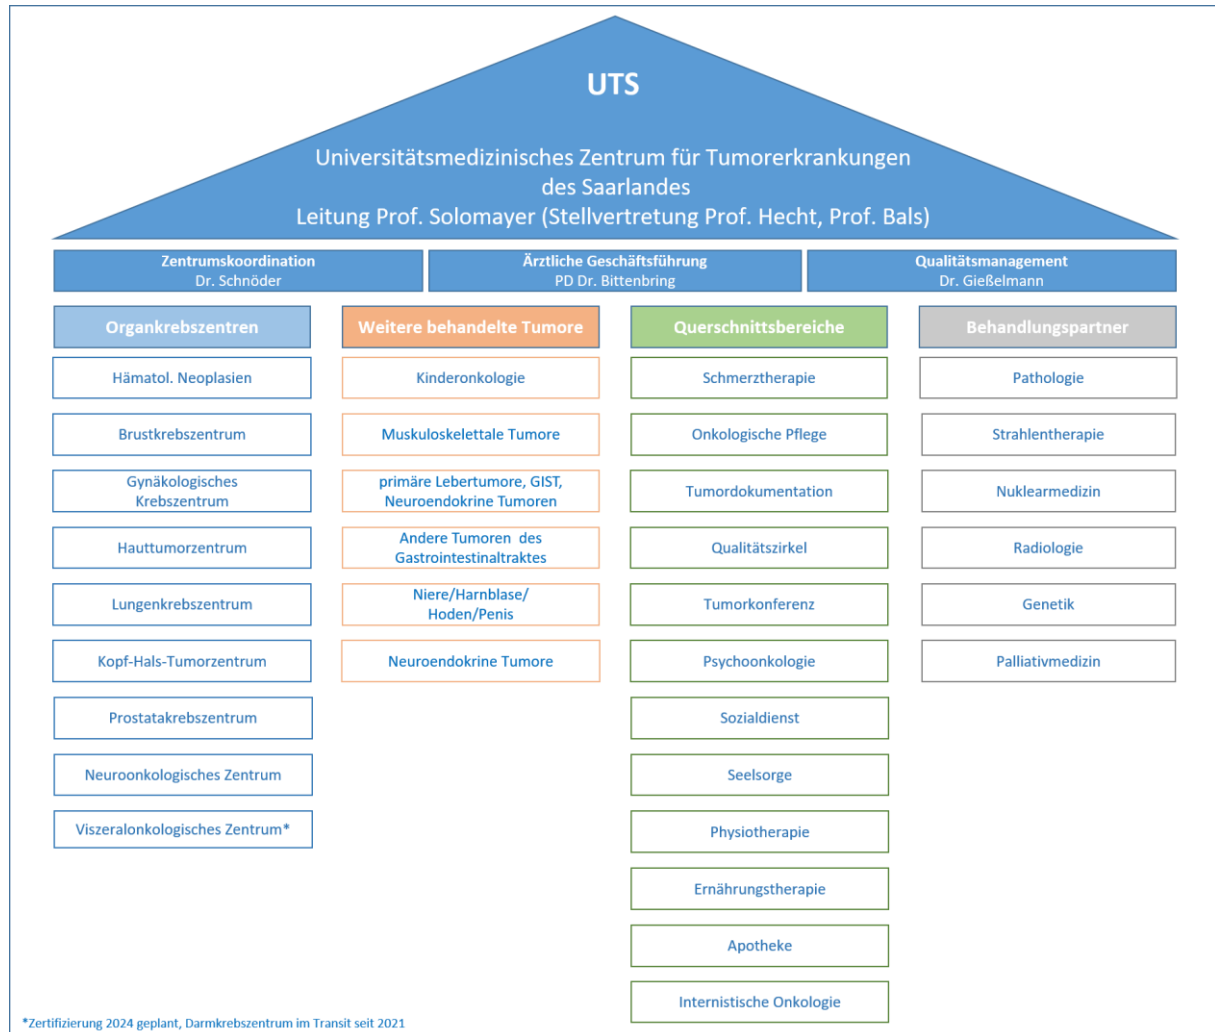 UTS
Universitätsmedizinisches Zentrum für Tumorerkrankungen
des Saarlandes
Leitung Prof. Solomayer (Stellvertretung Prof. Hecht, Prof. Bals)
Zentrumskoordination
Dr. Schnöder
Ärztliche Geschäftsführung
PD Dr. Bittenbring
Qualitätsmanagement
Dr. Gießelmann
Organkrebszentren
Hämatol. Neoplasien
Brustkrebszentrum
Gynäkologisches
Krebszentrum
Hauttumorzentrum
Lungenkrebszentrum
Kopf-Hals-Tumorzentrum
Prostatakrebszentrum
Neuroonkologisches Zentrum
Viszeralonkologisches Zentrum*
Weitere behandelte Tumore
Kinderonkologie
Muskuloskelettale Tumore
primäre Lebertumore, GIST,
Neuroendokrine Tumoren
Andere Tumoren des
Gastrointestinaltraktes
Niere/Harnblase/
Hoden/Penis
Neuroendokrine Tumore
Querschnittsbereiche
Schmerztherapie
Onkologische Pflege
Tumordokumentation
Qualitätszirkel
Tumorkonferenz
Psychoonkologie
Sozialdienst
Seelsorge
Physiotherapie
Ernährungstherapie
Apotheke
Internistische Onkologie
Behandlungspartner
Pathologie
Strahlentherapie
Nuklearmedizin
Radiologie
Genetik
Palliativmedizin
*Zertifizierung 2024 geplant, Darmkrebszentrum im Transit seit 2021